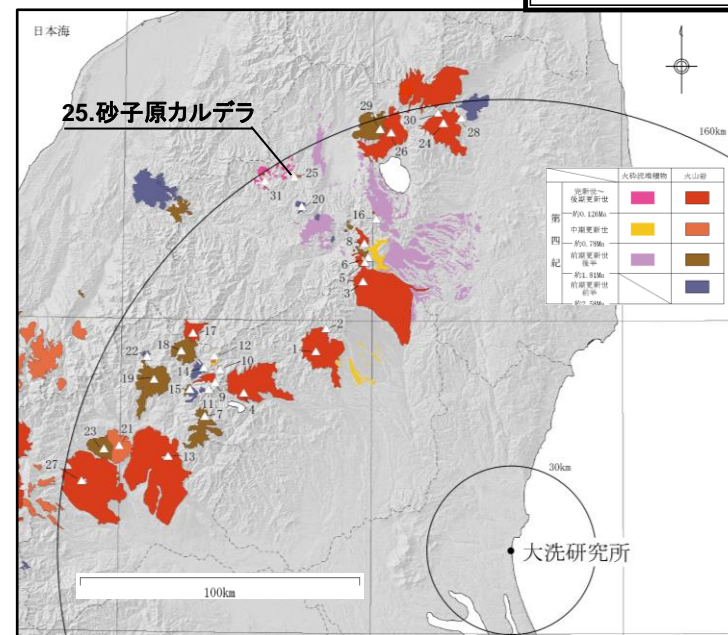 日本海
25.砂子原カルデラ
160km
29
30
24
28
26
25
31
20
16
8
6
5
3
2
1
17
18
12
22
14
10
19
15
9
4
11
7
21
23
13
27
火砕流堆積物
火山岩
第四紀
完新世~
後期更新世
約0.126Ma
中期更新世
約0.78Ma
前期更新世
後半
約1.81Ma
前期更新世
前半
約2.58Ma
30km
大洗研究所
100km